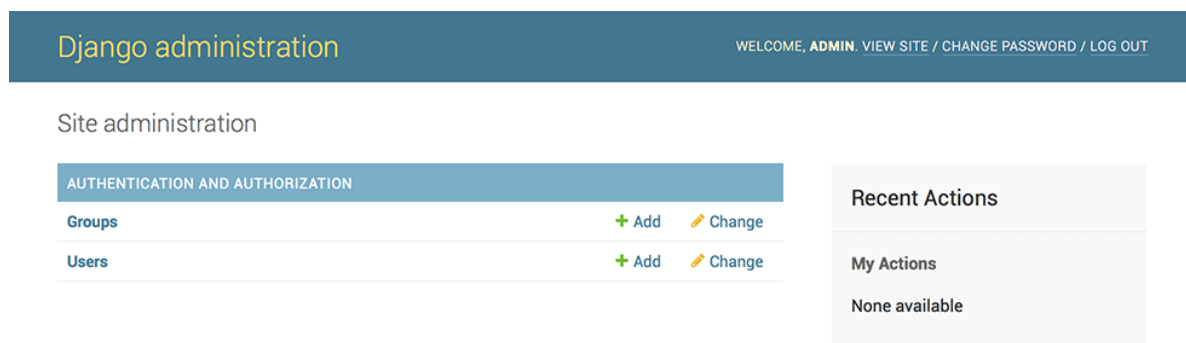 Django administration
WELCOME, ADMIN. VIEW SITE / CHANGE PASSWORD / LOG OUT
Site administration
AUTHENTICATION AND AUTHORIZATION
Groups + Add Change
Users + Add Change
Recent Actions
My Actions
None available